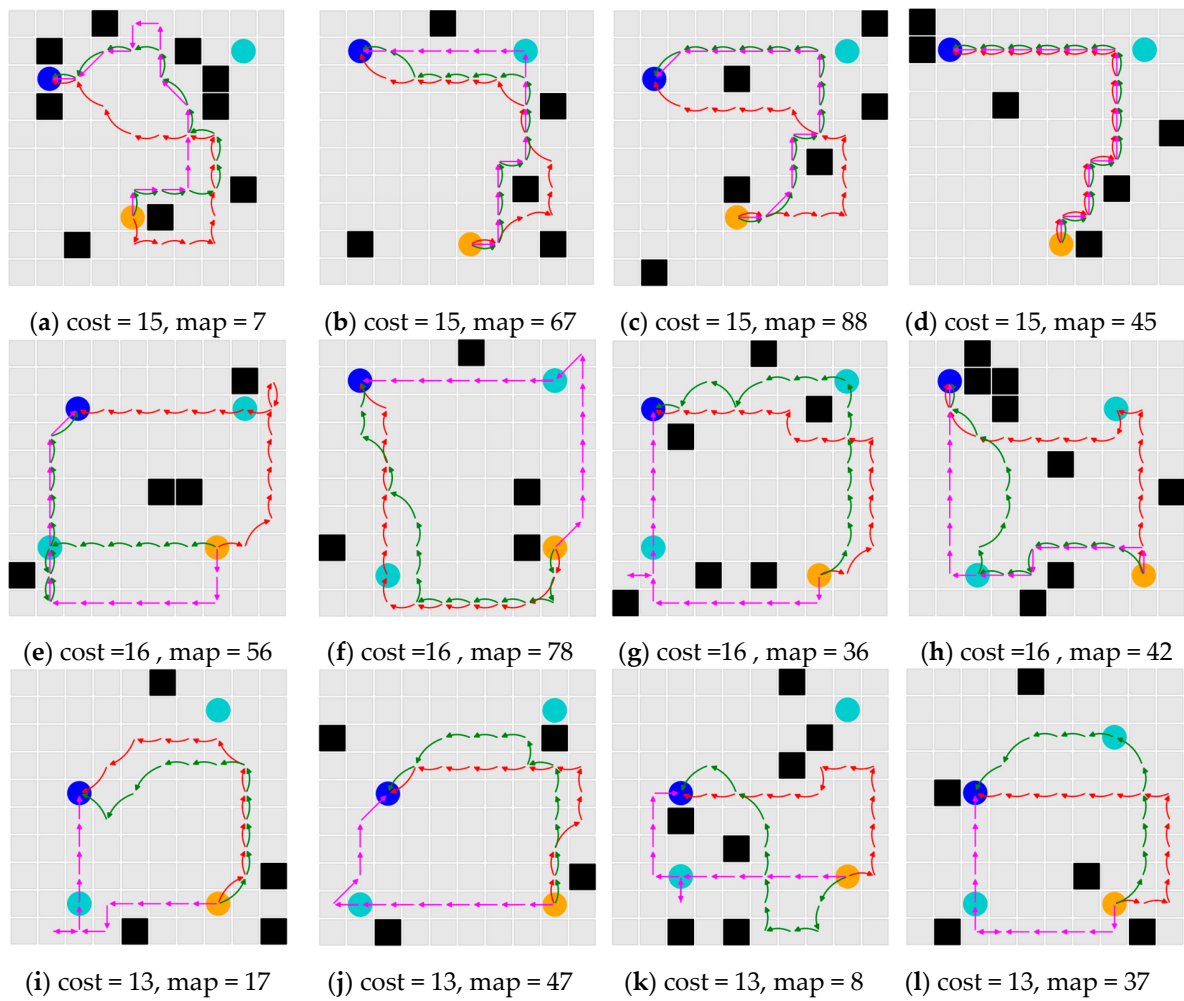 (a) cost = 15, map = 7
(b) cost = 15, map = 67
(c) cost = 15, map = 88
(d) cost = 15, map = 45
(e) cost =16 , map = 56
(f) cost =16 , map = 78
(g) cost =16 , map = 36
(h) cost =16 , map = 42
(i) cost = 13, map = 17
(j) cost = 13, map = 47
(k) cost = 13, map = 8
(l) cost = 13, map = 37